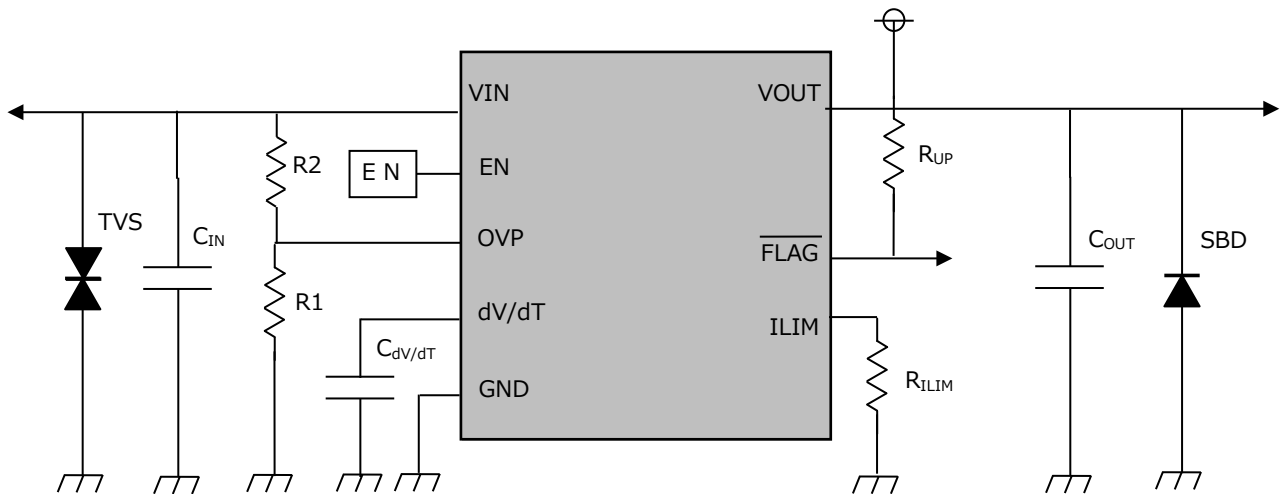 VIN
VOUT
R2
E N
EN
RUP
TVS
CIN
OVP
FLAG
COUT
SBD
R1
dV/dT
ILIM
CdV/dT
GND
RILIM